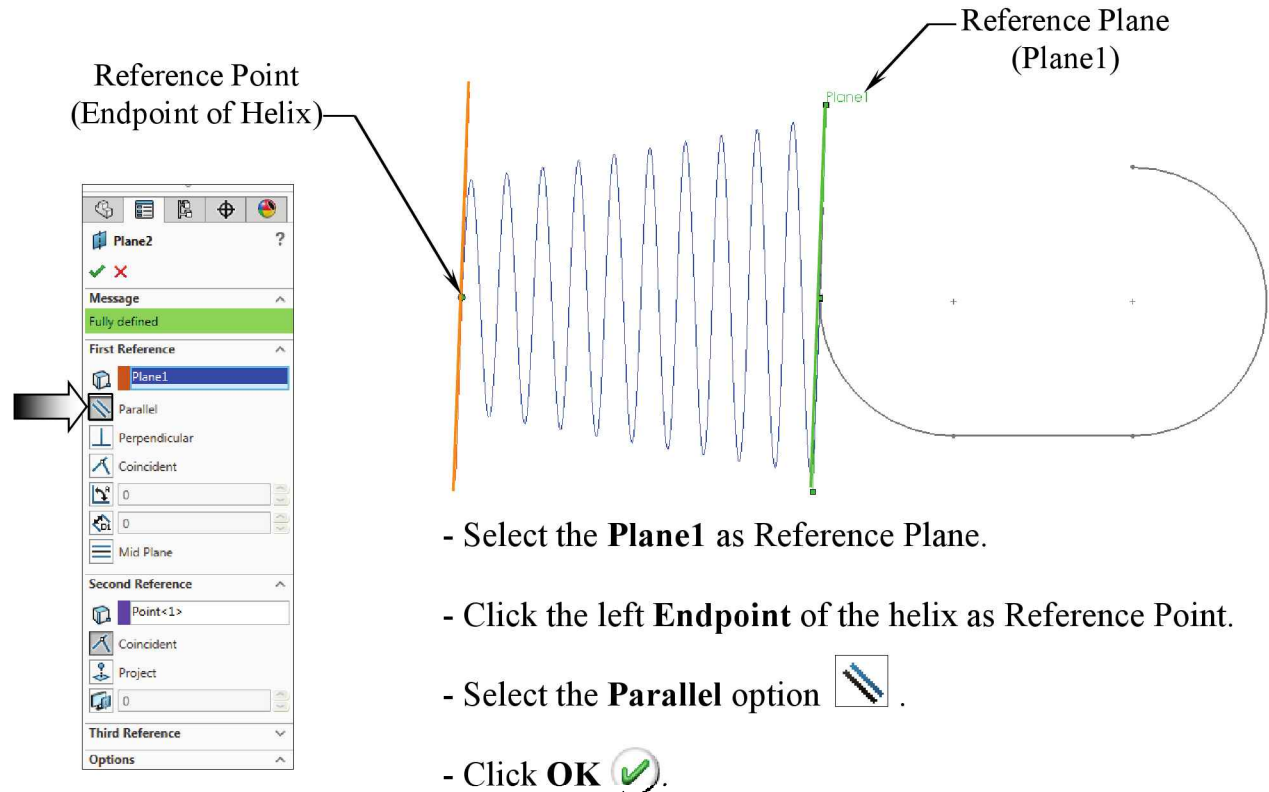 Reference Plane
(Plane1)
Reference Point
(Endpoint of Helix)
Plane1
Plane2
?
Message
Fully defined
First Reference
Plane1
Parallel
Perpendicular
Coincident
0
0
Mid Plane
Second Reference
Point<1>
Coincident
Project
0
Third Reference
Options
- Select the Plane1 as Reference Plane.
- Click the left Endpoint of the helix as Reference Point.
- Select the Parallel option .
- Click OK .